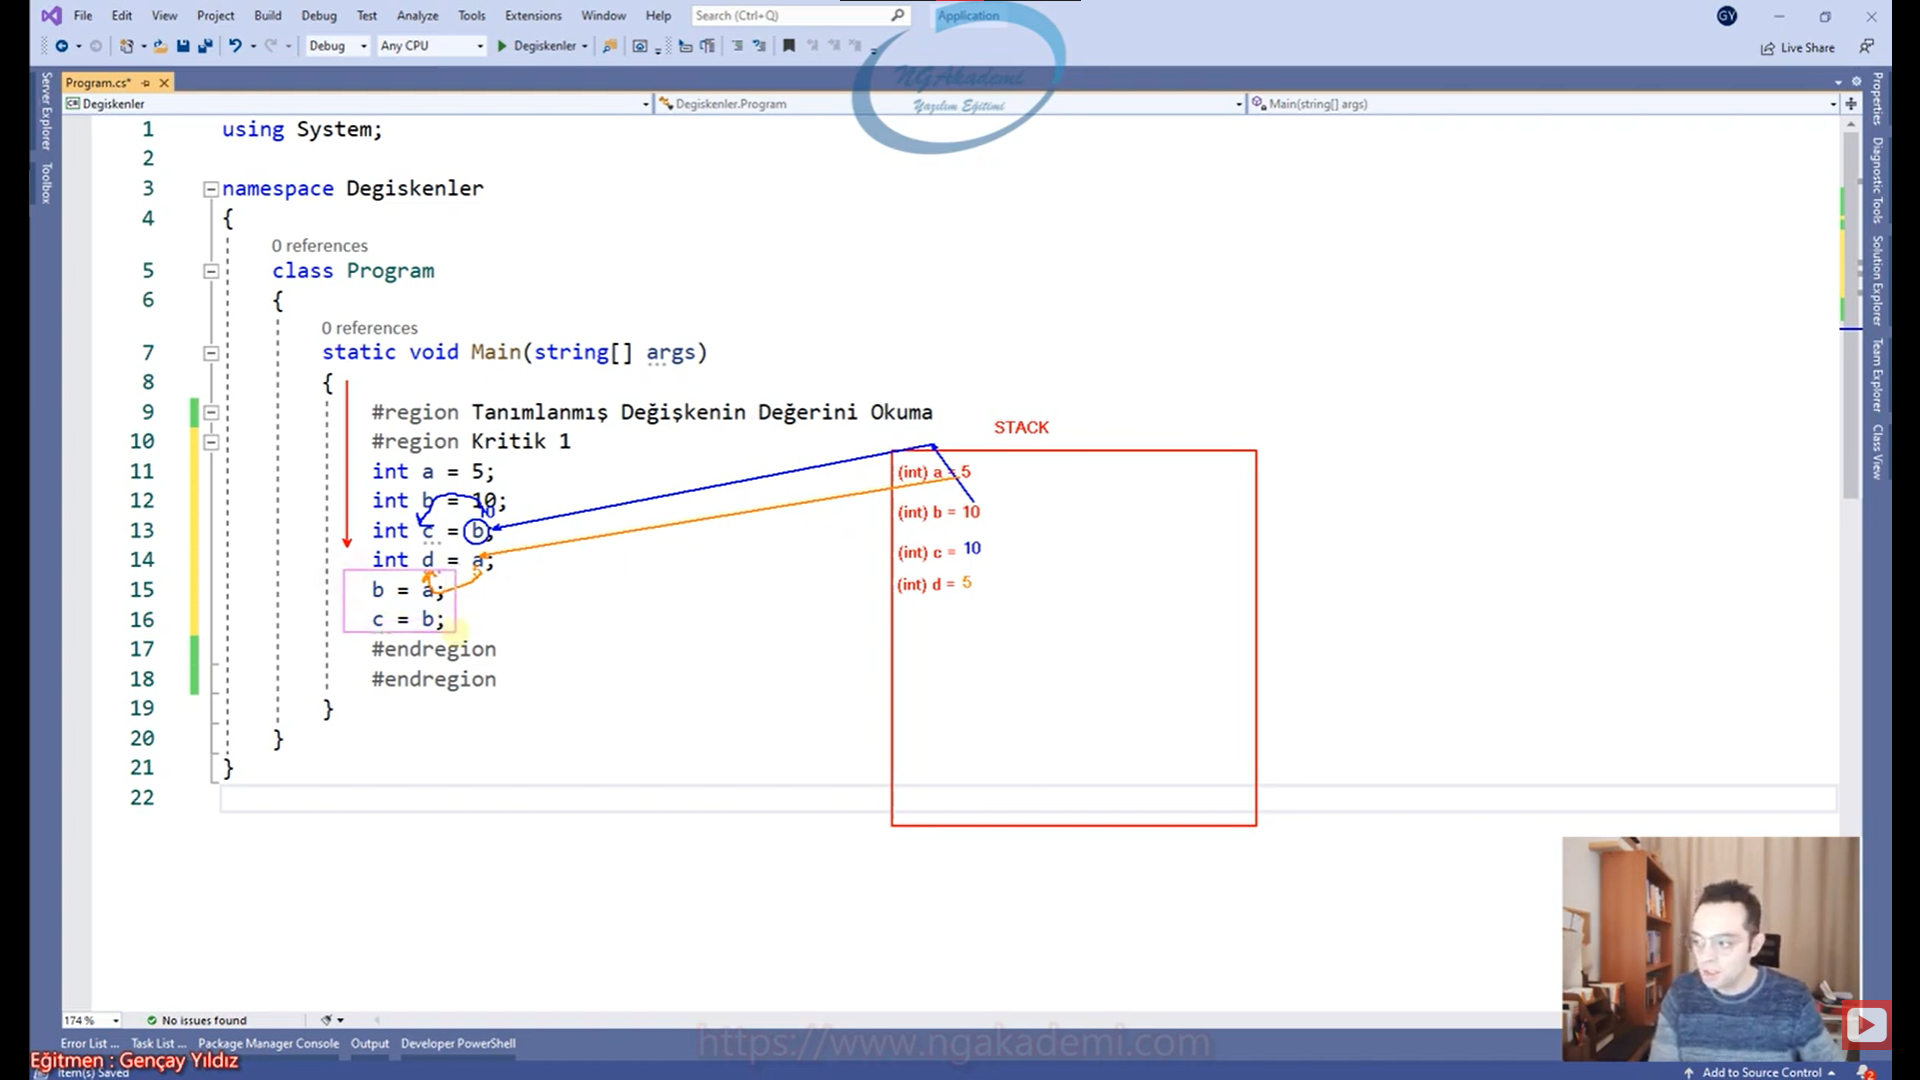 File Edit View Project Build Debug Test Analyze Tools Extensions Window Help Search (Ctrl+Q) Application GY
Debug Any CPU Degiskenler Live Share
NGAkademi
Yazılım Eğitimi
Program.cs*
Degiskenler Degiskenler.Program Main(string[] args)
Server Explorer
Toolbox
Properties
Diagnostic Tools
Solution Explorer
Team Explorer
Class View
1 using System;
2
3 namespace Degiskenler
4 {
0 references
5 class Program
6 {
0 references
7 static void Main(string[] args)
8 {
9 #region Tanımlanmış Değişkenin Değerini Okuma
10 #region Kritik 1
11 int a = 5;
12 int b = 10;
10
13 int c = b;
14 int d = a;
5
15 b = a;
16 c = b;
17 #endregion
18 #endregion
19 }
20 }
21 }
22
STACK
(int) a = 5
(int) b = 10
(int) c = 10
(int) d = 5
174 % No issues found
Error List ... Task List ... Package Manager Console Output Developer PowerShell
https://www.ngakademi.com
Eğitmen : Gençay Yıldız
Item(s) Saved Add to Source Control 2